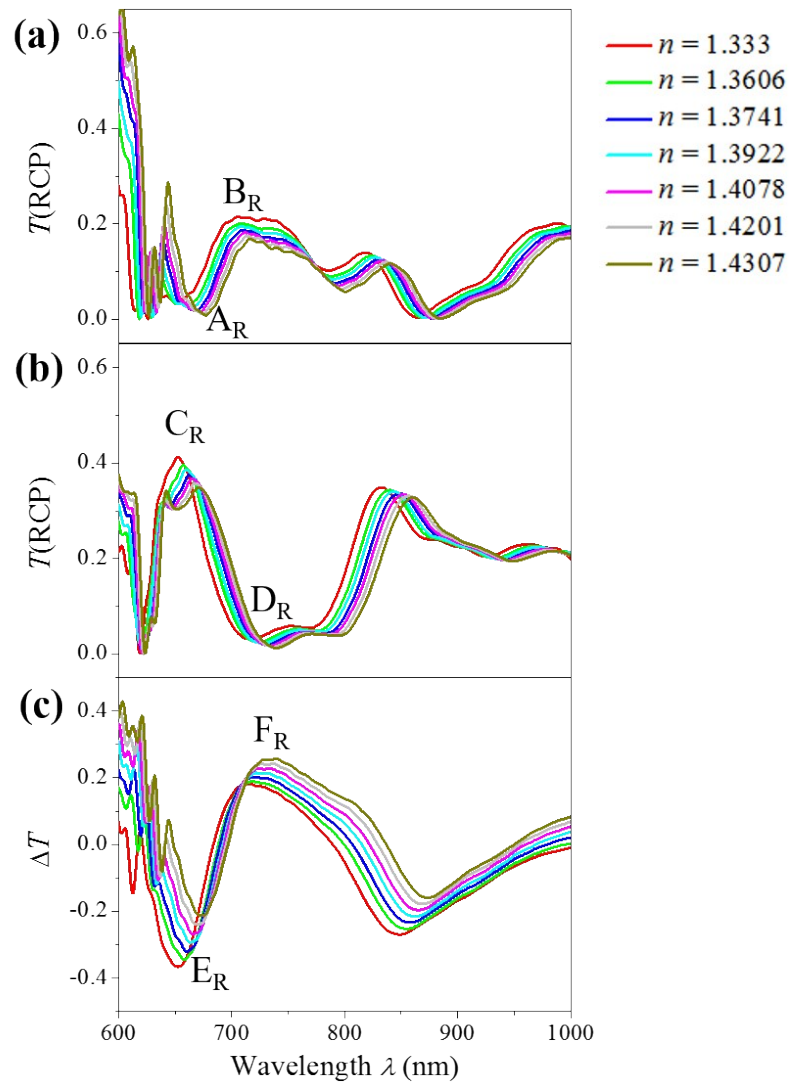 (a)
0.6
0.4
0.2
0.0
T(RCP)
B_R
A_R
n = 1.333
n = 1.3606
n = 1.3741
n = 1.3922
n = 1.4078
n = 1.4201
n = 1.4307
(b)
0.6
0.4
0.2
0.0
T(RCP)
C_R
D_R
(c)
0.4
0.2
0.0
-0.2
-0.4
ΔT
F_R
E_R
600 700 800 900 1000
Wavelength λ (nm)